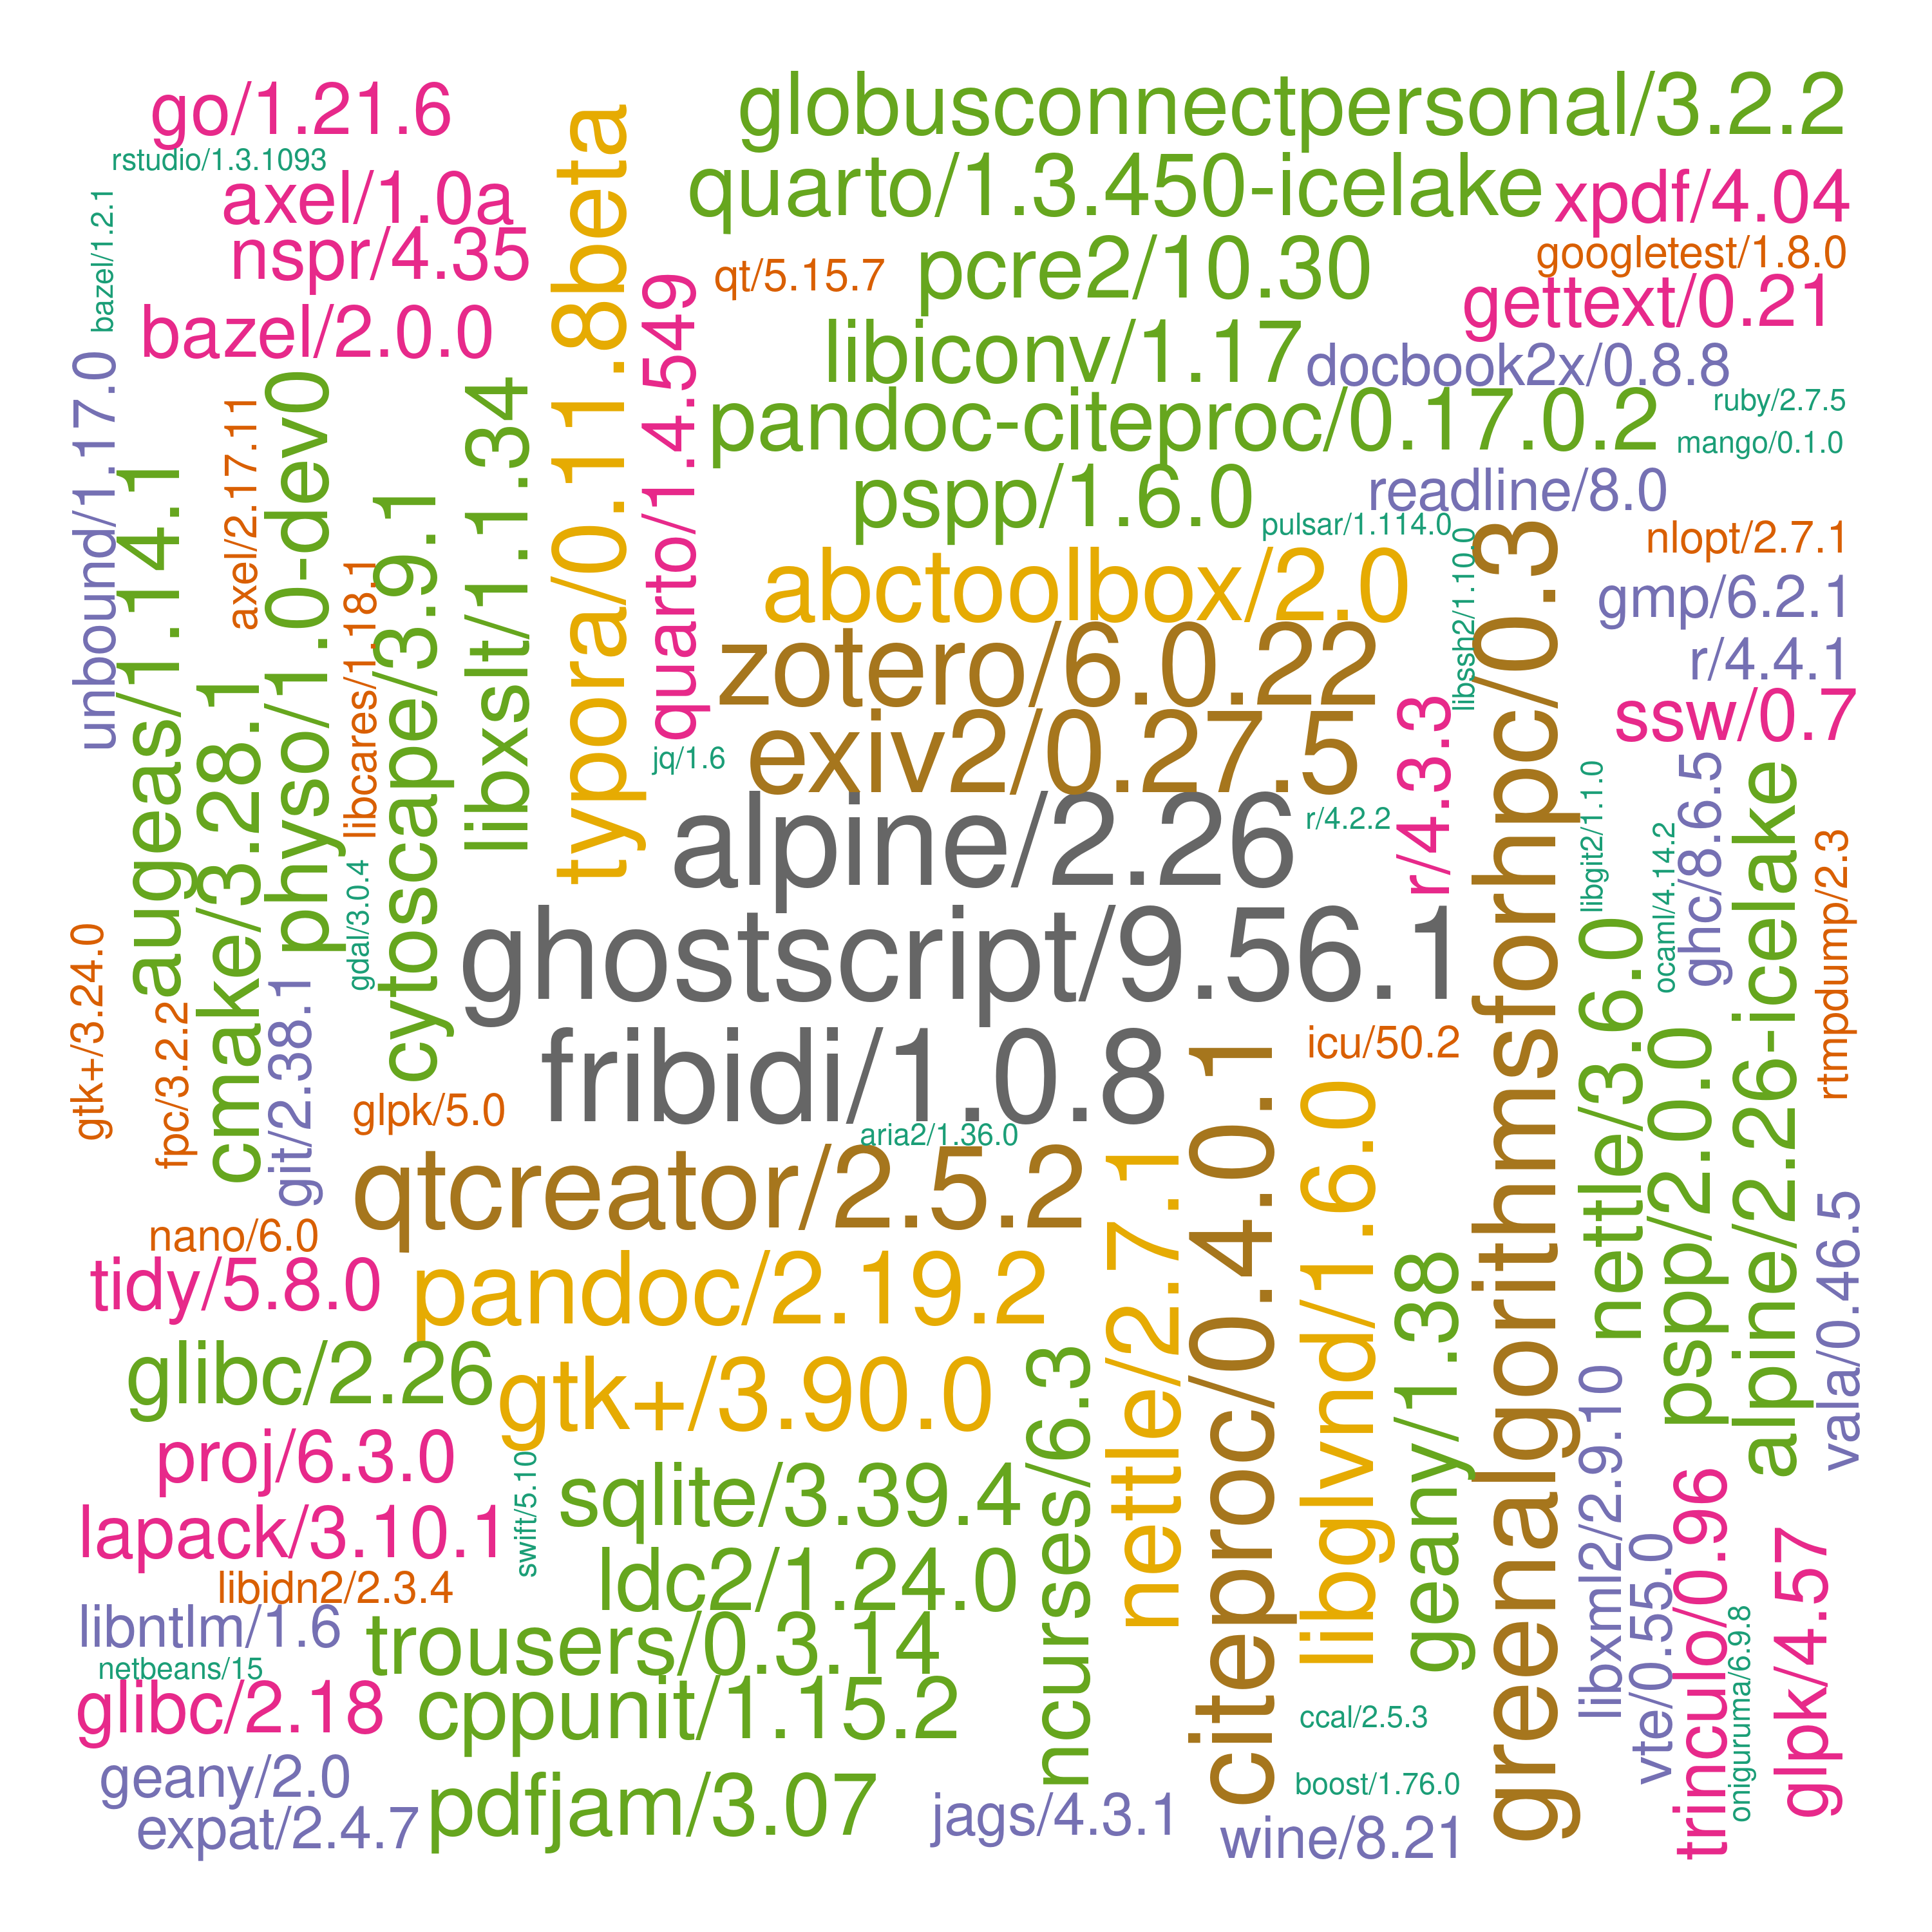 go/1.21.6
globusconnectpersonal/3.2.2
rstudio/1.3.1093
quarto/1.3.450-icelake
axel/1.0a
xpdf/4.04
nspr/4.35
bazel/1.2.1
typora/0.11.8beta
qt/5.15.7
pcre2/10.30
googletest/1.8.0
gettext/0.21
bazel/2.0.0
quarto/1.4.549
libiconv/1.17
docbook2x/0.8.8
unbound/1.17.0
axel/2.17.11
physo/1.0-dev0
libxslt/1.1.34
pandoc-citeproc/0.17.0.2
ruby/2.7.5
mango/0.1.0
augeas/1.14.1
cytoscape/3.9.1
pspp/1.6.0
readline/8.0
pulsar/1.114.0
libssh2/1.10.0
greenalgorithmsforhpc/0.3
nlopt/2.7.1
libcares/1.18.1
abctoolbox/2.0
gmp/6.2.1
cmake/3.28.1
zotero/6.0.22
r/4.4.1
r/4.3.3
ssw/0.7
jq/1.6
exiv2/0.27.5
libgit2/1.1.0
ghc/8.6.5
alpine/2.26-icelake
alpine/2.26
r/4.2.2
ocaml/4.14.2
rtmpdump/2.3
gdal/3.0.4
ghostscript/9.56.1
nettle/3.6.0
gtk+/3.24.0
fpc/3.2.2
git/2.38.1
fribidi/1.0.8
icu/50.2
citeproc/0.4.0.1
libglvnd/1.6.0
pspp/2.0.0
glpk/5.0
aria2/1.36.0
qtcreator/2.5.2
nettle/2.7.1
vala/0.46.5
nano/6.0
tidy/5.8.0
pandoc/2.19.2
geany/1.38
glibc/2.26
gtk+/3.90.0
ncurses/6.3
libxml2/2.9.10
proj/6.3.0
swift/5.10
sqlite/3.39.4
trinculo/0.96
lapack/3.10.1
vte/0.55.0
glpk/4.57
ldc2/1.24.0
libidn2/2.3.4
libntlm/1.6
trousers/0.3.14
oniguruma/6.9.8
netbeans/15
glibc/2.18
cppunit/1.15.2
ccal/2.5.3
geany/2.0
pdfjam/3.07
boost/1.76.0
expat/2.4.7
jags/4.3.1
wine/8.21